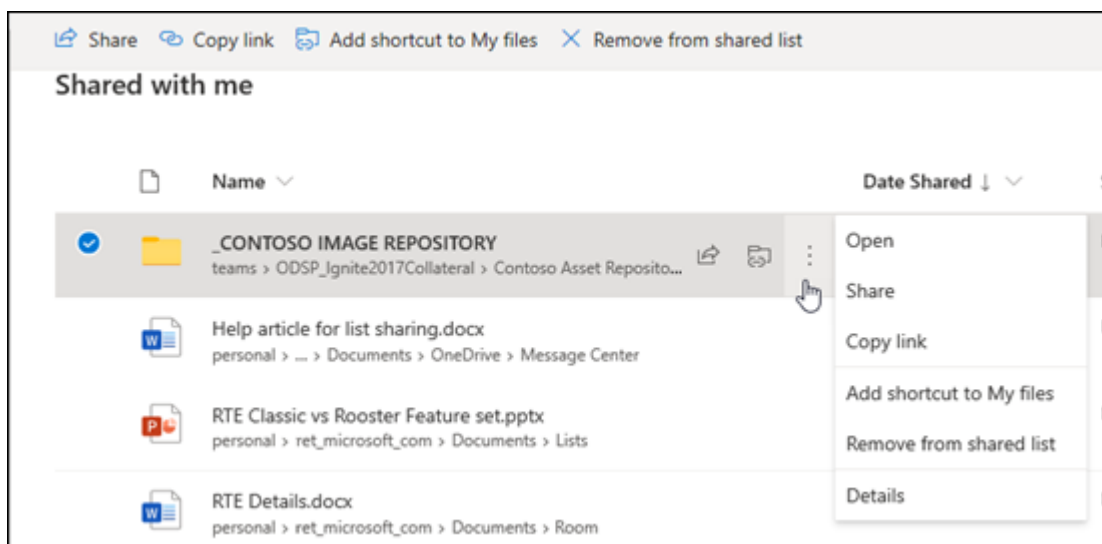 Share Copy link Add shortcut to My files Remove from shared list
Shared with me
Name Date Shared ↓
_CONTOSO IMAGE REPOSITORY
teams > ODSP_Ignite2017Collateral > Contoso Asset Reposito...
Open
Share
Copy link
Add shortcut to My files
Remove from shared list
Details
Help article for list sharing.docx
personal > ... > Documents > OneDrive > Message Center
RTE Classic vs Rooster Feature set.pptx
personal > ret_microsoft_com > Documents > Lists
RTE Details.docx
personal > ret_microsoft_com > Documents > Room